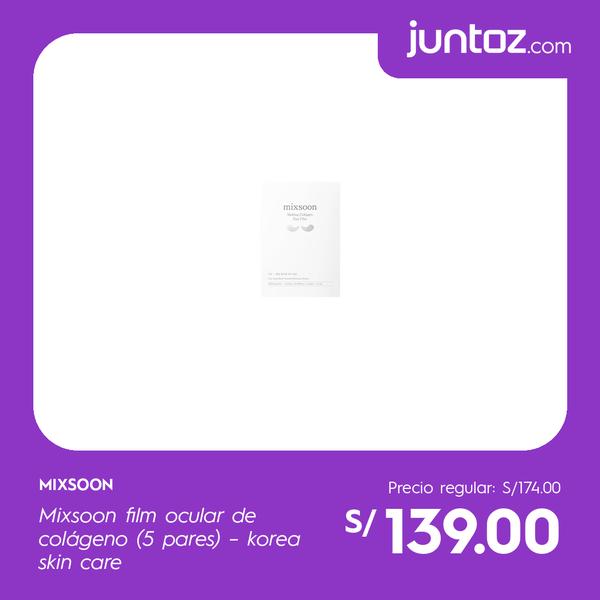 juntoz.com
mixsoon
MIXSOON
Precio regular: S/174.00
Mixsoon film ocular de
colágeno (5 pares) - korea
skin care
S/139.00